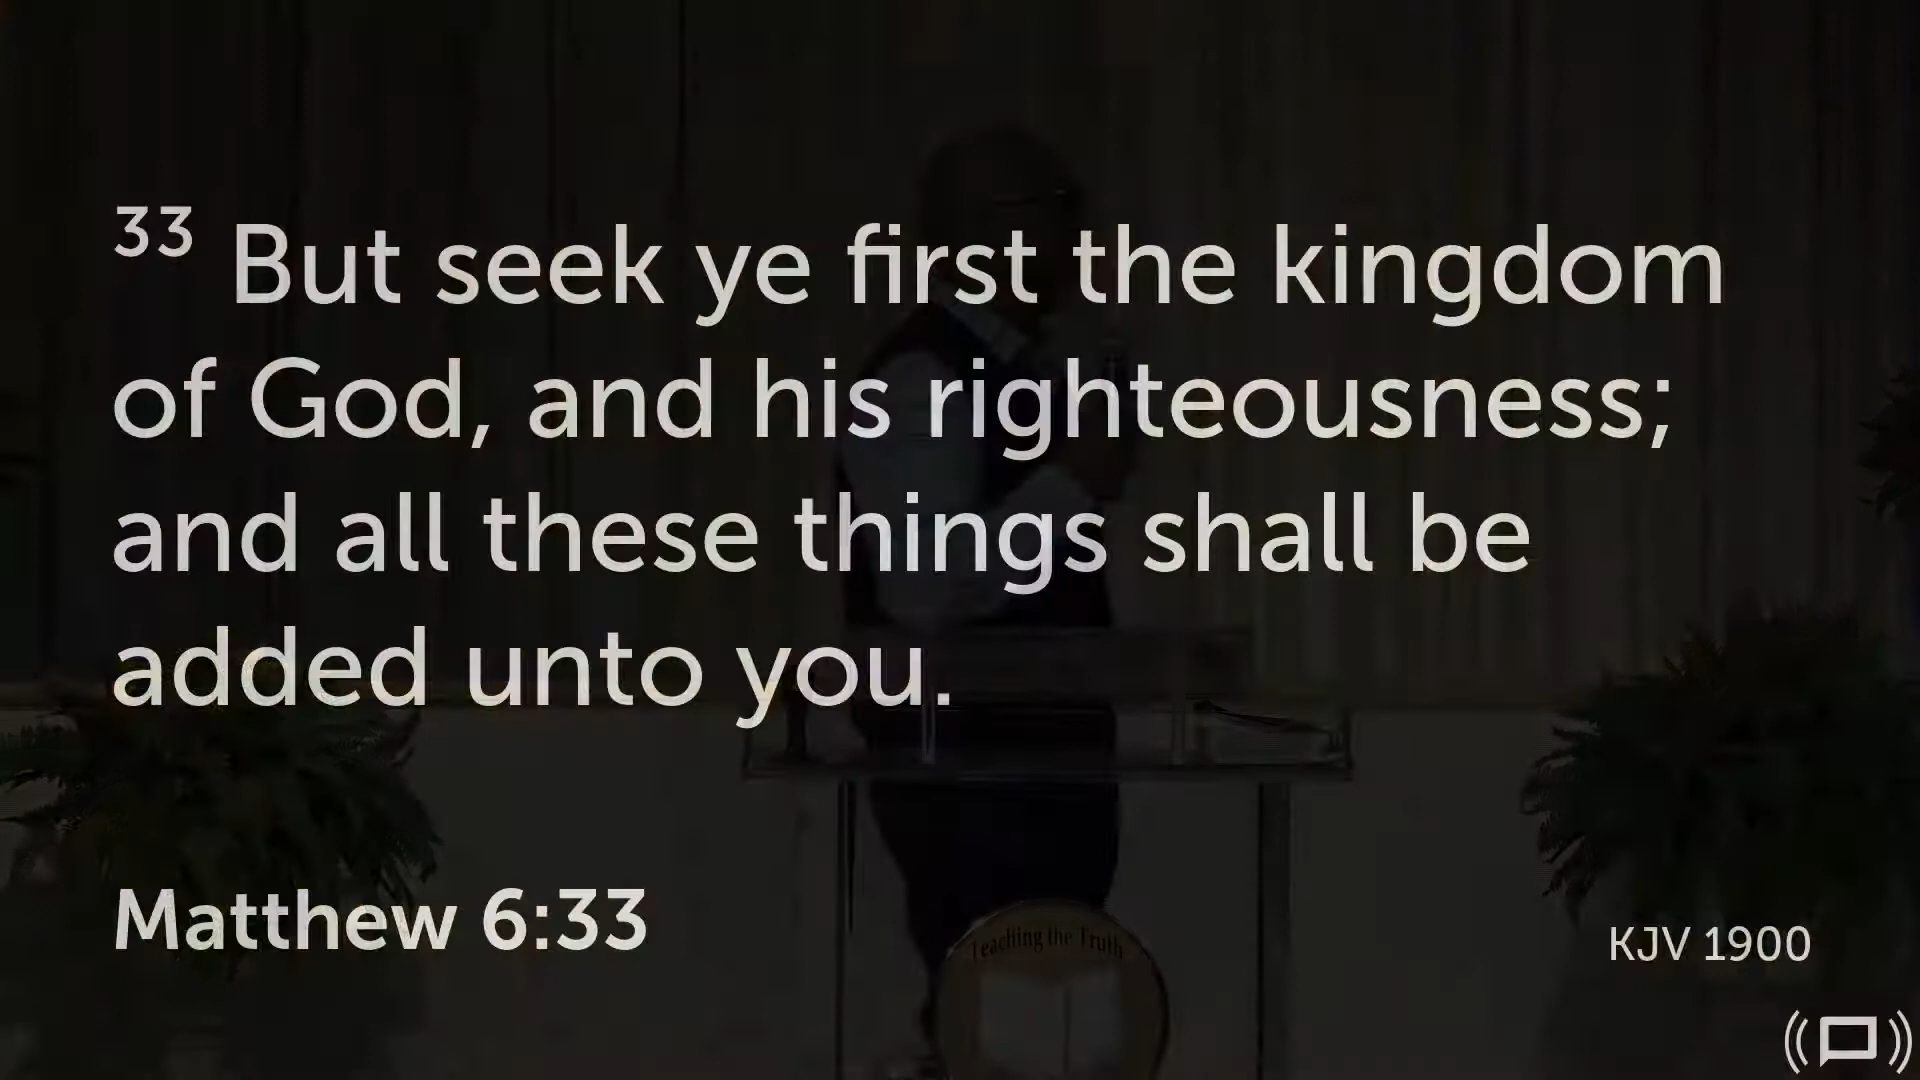 33 But seek ye first the kingdom
of God, and his righteousness;
and all these things shall be
added unto you.
Matthew 6:33
KJV 1900
Teaching the Truth